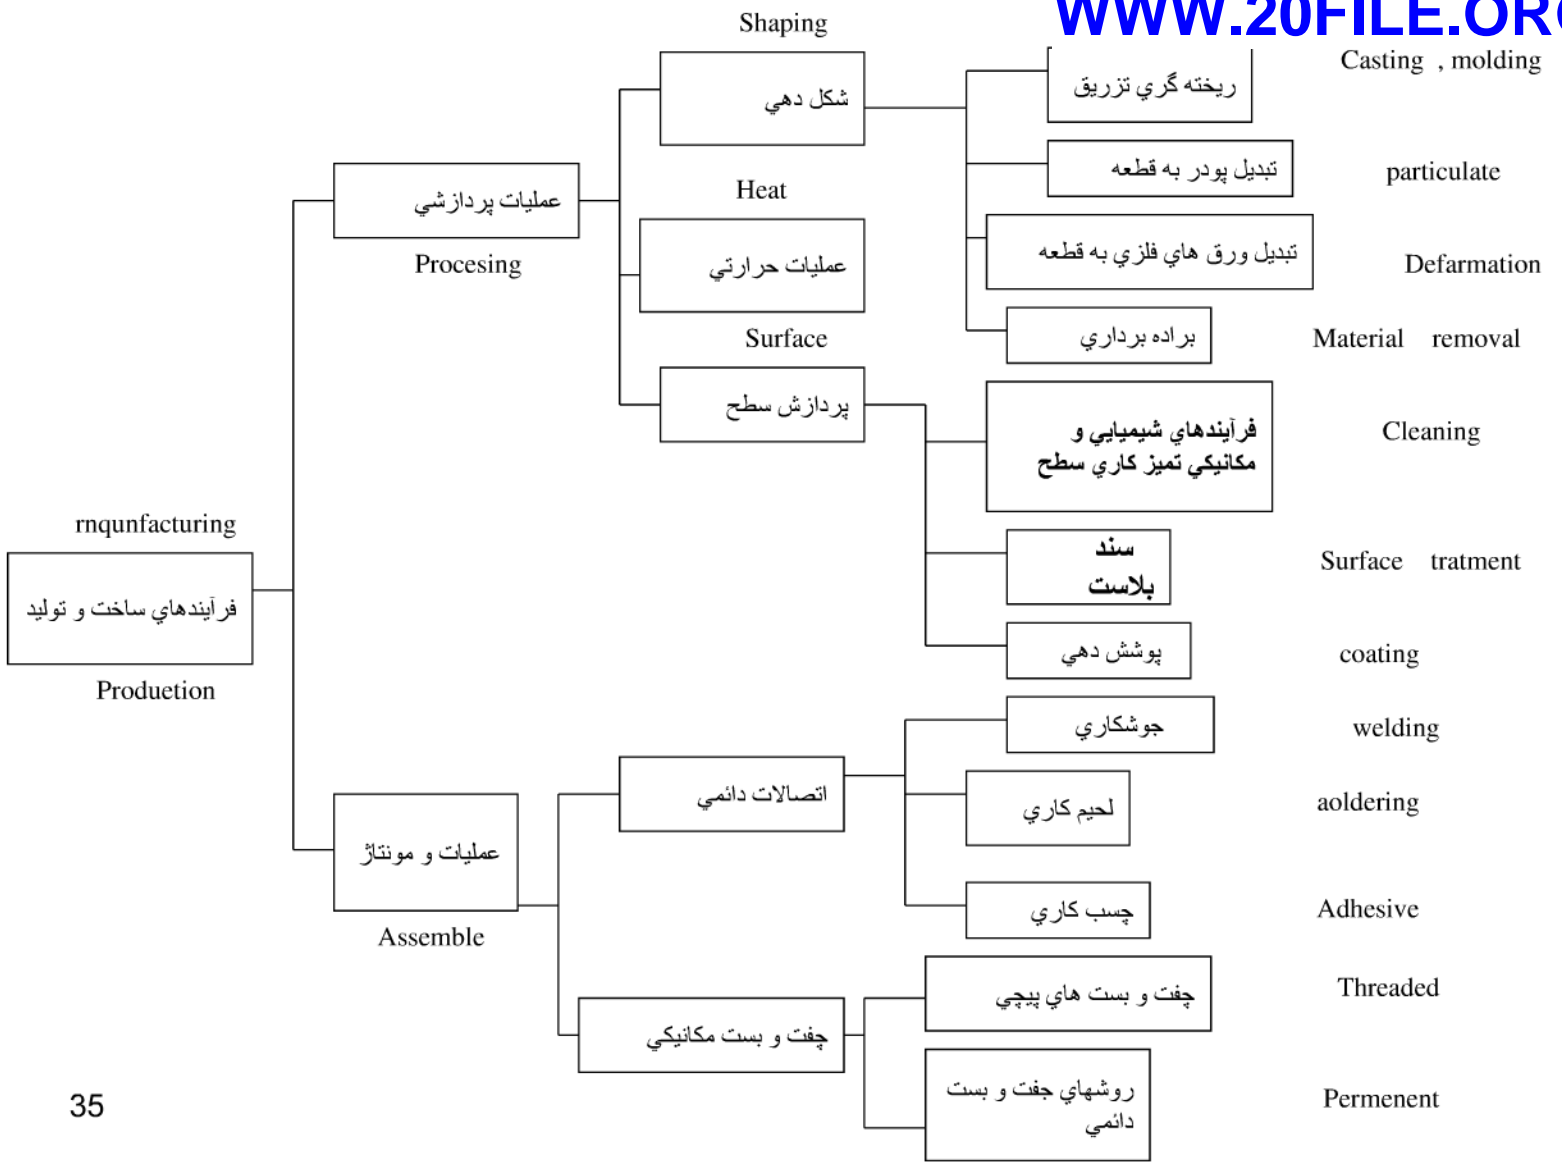 WWW.20FILE.ORG
Shaping
Casting , molding
ريخته گري تزريق
شكل دهي
تبديل پودر به قطعه
particulate
Heat
عمليات پردازشي
Procesing
تبديل ورق هاي فلزي به قطعه
Defarmation
عمليات حرارتي
براده برداري
Material removal
Surface
پردازش سطح
فرآيندهاي شيميايي و
مكانيكي تميز كاري سطح
Cleaning
rnqunfacturing
سند
بلاست
Surface tratment
فرآيندهاي ساخت و توليد
پوشش دهي
coating
Produetion
جوشكاري
welding
اتصالات دائمي
لحيم كاري
aoldering
عمليات و مونتاژ
چسب كاري
Adhesive
Assemble
چفت و بست هاي پيچي
Threaded
چفت و بست مكانيكي
روشهاي جفت و بست
دائمي
Permenent
35